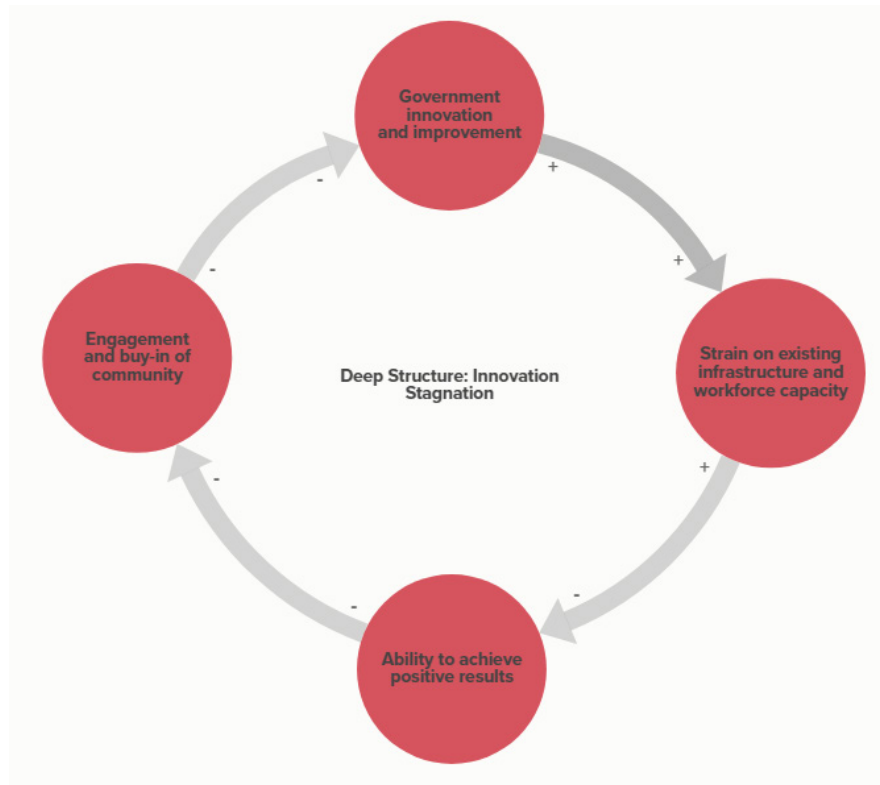 Government
innovation
and improvement
-
+
-
+
Engagement
and buy-in of
community
Deep Structure: Innovation
Stagnation
Strain on existing
infrastructure and
workforce capacity
-
+
-
-
Ability to achieve
positive results